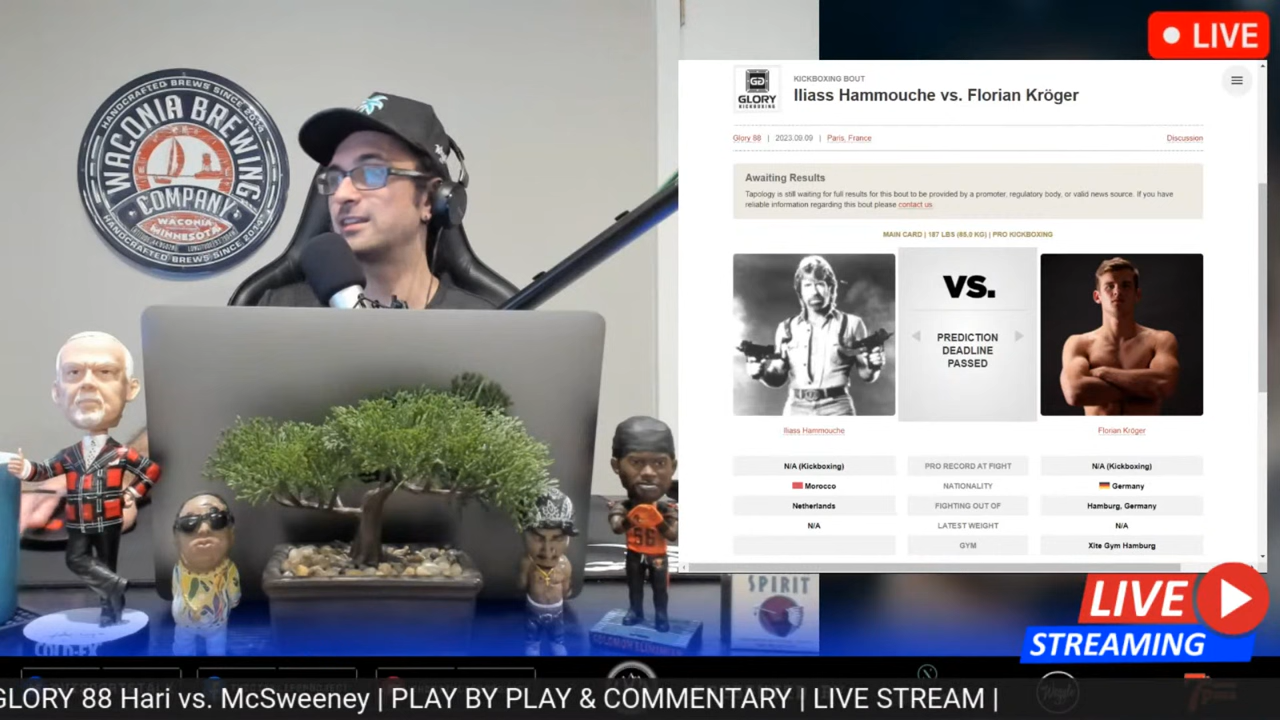 HANDCRAFTED BREWS SINCE 2014
WACONIA BREWING
COMPANY
WACONIA
MINNESOTA
LIVE
GLORY
KICKBOXING
KICKBOXING BOUT
Iliass Hammouche vs. Florian Kröger
Glory 88 | 2023.09.09 | Paris, France
Discussion
Awaiting Results
Tapology is still waiting for full results for this bout to be provided by a promoter, regulatory body, or valid news source. If you have
reliable information regarding this bout please contact us.
MAIN CARD | 187 LBS (85.0 KG) | PRO KICKBOXING
VS.
PREDICTION
DEADLINE
PASSED
Iliass Hammouche
Florian Kröger
N/A (Kickboxing) PRO RECORD AT FIGHT N/A (Kickboxing)
Morocco NATIONALITY Germany
Netherlands FIGHTING OUT OF Hamburg, Germany
N/A LATEST WEIGHT N/A
GYM Xite Gym Hamburg
56
SPIRIT
LIVE
STREAMING
GLORY 88 Hari vs. McSweeney | PLAY BY PLAY & COMMENTARY | LIVE STREAM |